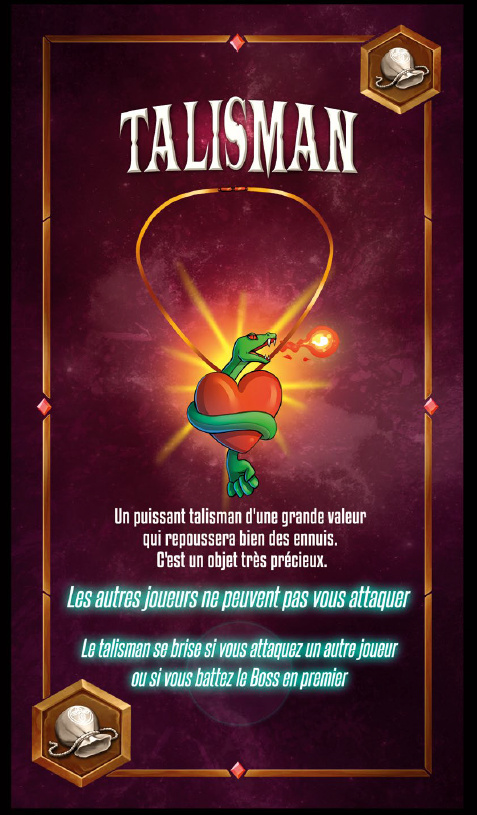 TALISMAN
Un puissant talisman d'une grande valeur
qui repoussera bien des ennuis.
C'est un objet très précieux.
Les autres joueurs ne peuvent pas vous attaquer
Le talisman se brise si vous attaquez un autre joueur
ou si vous battez le Boss en premier